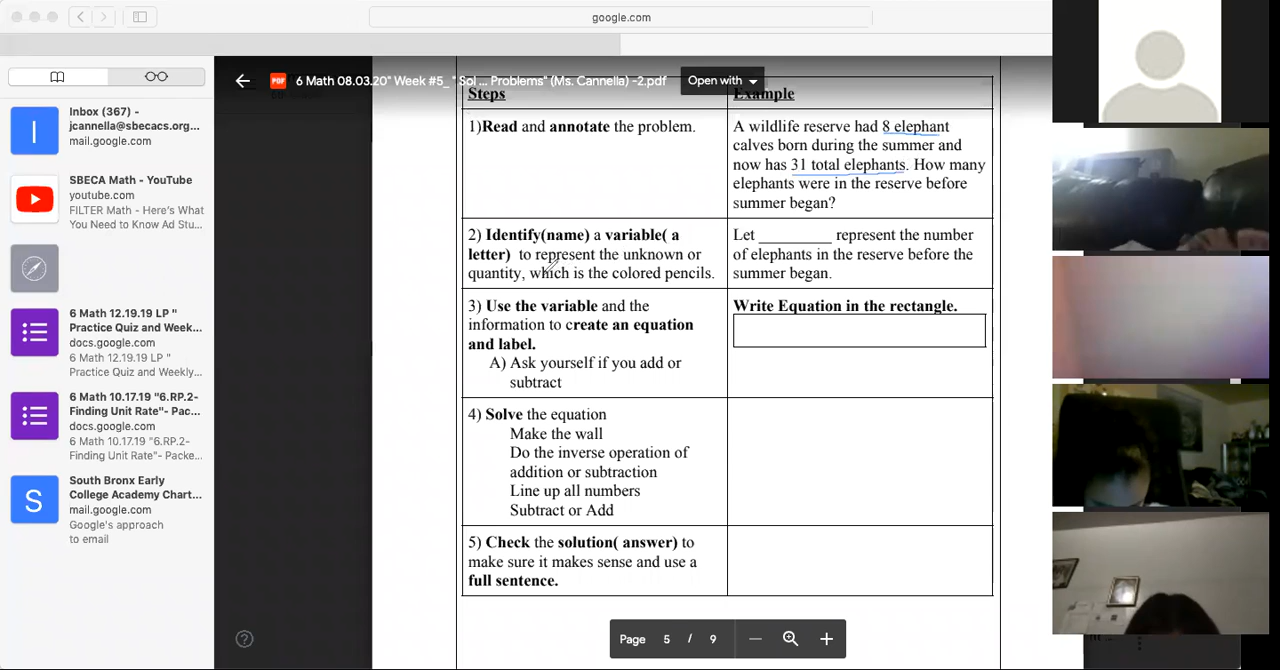 google.com
6 Math 08.03.20" Week #5_ " Sol ... Problems" (Ms. Cannella) -2.pdf
Open with
Inbox (367) -
jcannella@sbecacs.org...
mail.google.com
SBECA Math - YouTube
youtube.com
FILTER Math - Here's What
You Need to Know Ad Stu...
6 Math 12.19.19 LP "
Practice Quiz and Week...
docs.google.com
6 Math 12.19.19 LP "
Practice Quiz and Weekly...
6 Math 10.17.19 "6.RP.2-
Finding Unit Rate"- Pac...
docs.google.com
6 Math 10.17.19 "6.RP.2-
Finding Unit Rate"- Packe...
South Bronx Early
College Academy Chart...
mail.google.com
Google's approach
to email
Steps
Example
1)Read and annotate the problem.
A wildlife reserve had 8 elephant
calves born during the summer and
now has 31 total elephants. How many
elephants were in the reserve before
summer began?
2) Identify(name) a variable( a
letter) to represent the unknown or
quantity, which is the colored pencils.
Let _________ represent the number
of elephants in the reserve before the
summer began.
3) Use the variable and the
information to create an equation
and label.
A) Ask yourself if you add or
subtract
Write Equation in the rectangle.
4) Solve the equation
Make the wall
Do the inverse operation of
addition or subtraction
Line up all numbers
Subtract or Add
5) Check the solution( answer) to
make sure it makes sense and use a
full sentence.
Page 5 / 9